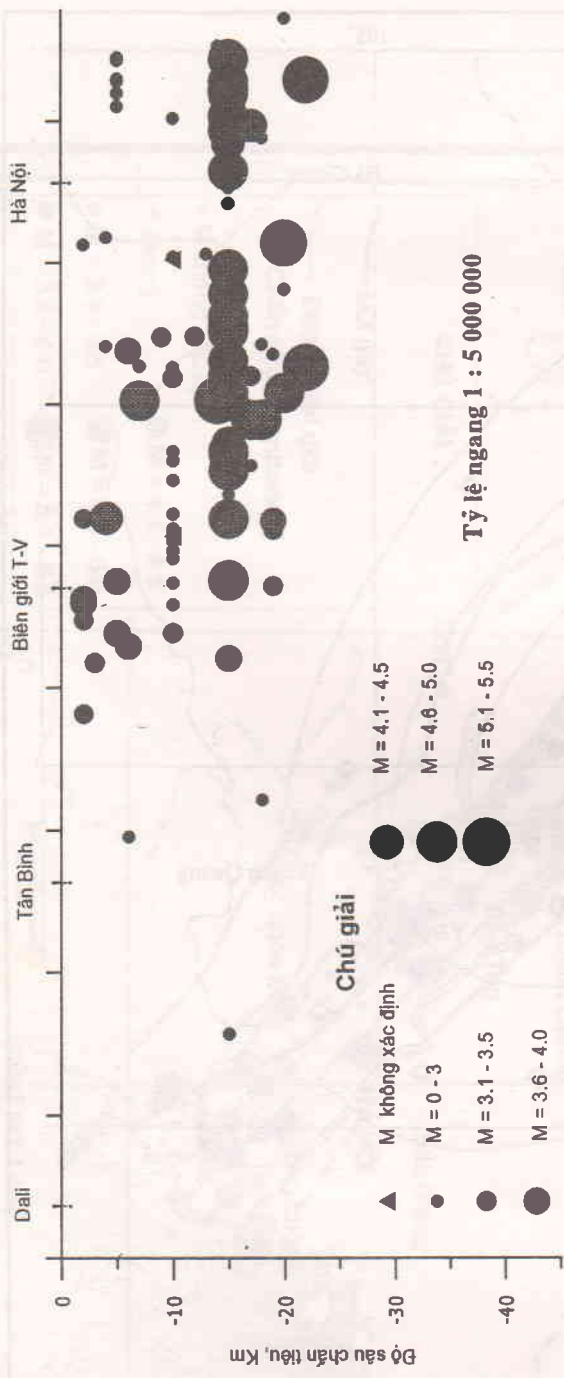 Dali
Tân Bình
Biên giới T-V
Hà Nội
0
-10
-20
-30
-40
Độ sâu chấn tiêu, Km
Chú giải
M không xác định
M = 0 - 3
M = 3.1 - 3.5
M = 3.6 - 4.0
M = 4.1 - 4.5
M = 4.6 - 5.0
M = 5.1 - 5.5
Tỷ lệ ngang 1 : 5 000 000